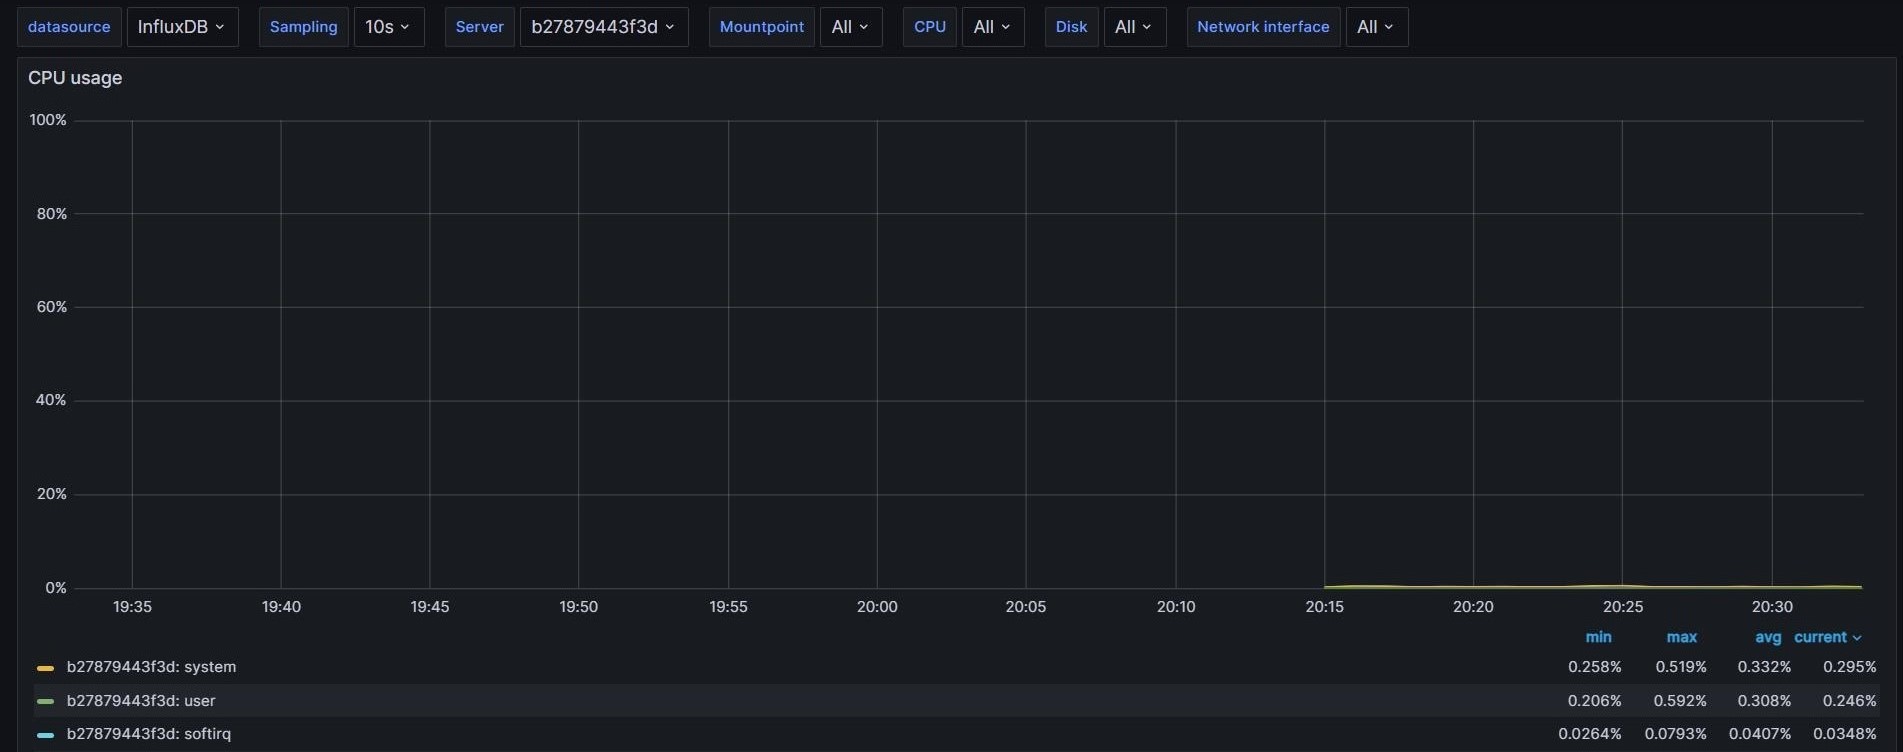 datasource InfluxDB Sampling 10s Server b27879443f3d Mountpoint All CPU All Disk All Network interface All
CPU usage
100%
80%
60%
40%
20%
0%
19:35 19:40 19:45 19:50 19:55 20:00 20:05 20:10 20:15 20:20 20:25 20:30
min max avg current
b27879443f3d: system 0.258% 0.519% 0.332% 0.295%
b27879443f3d: user 0.206% 0.592% 0.308% 0.246%
b27879443f3d: softirq 0.0264% 0.0793% 0.0407% 0.0348%